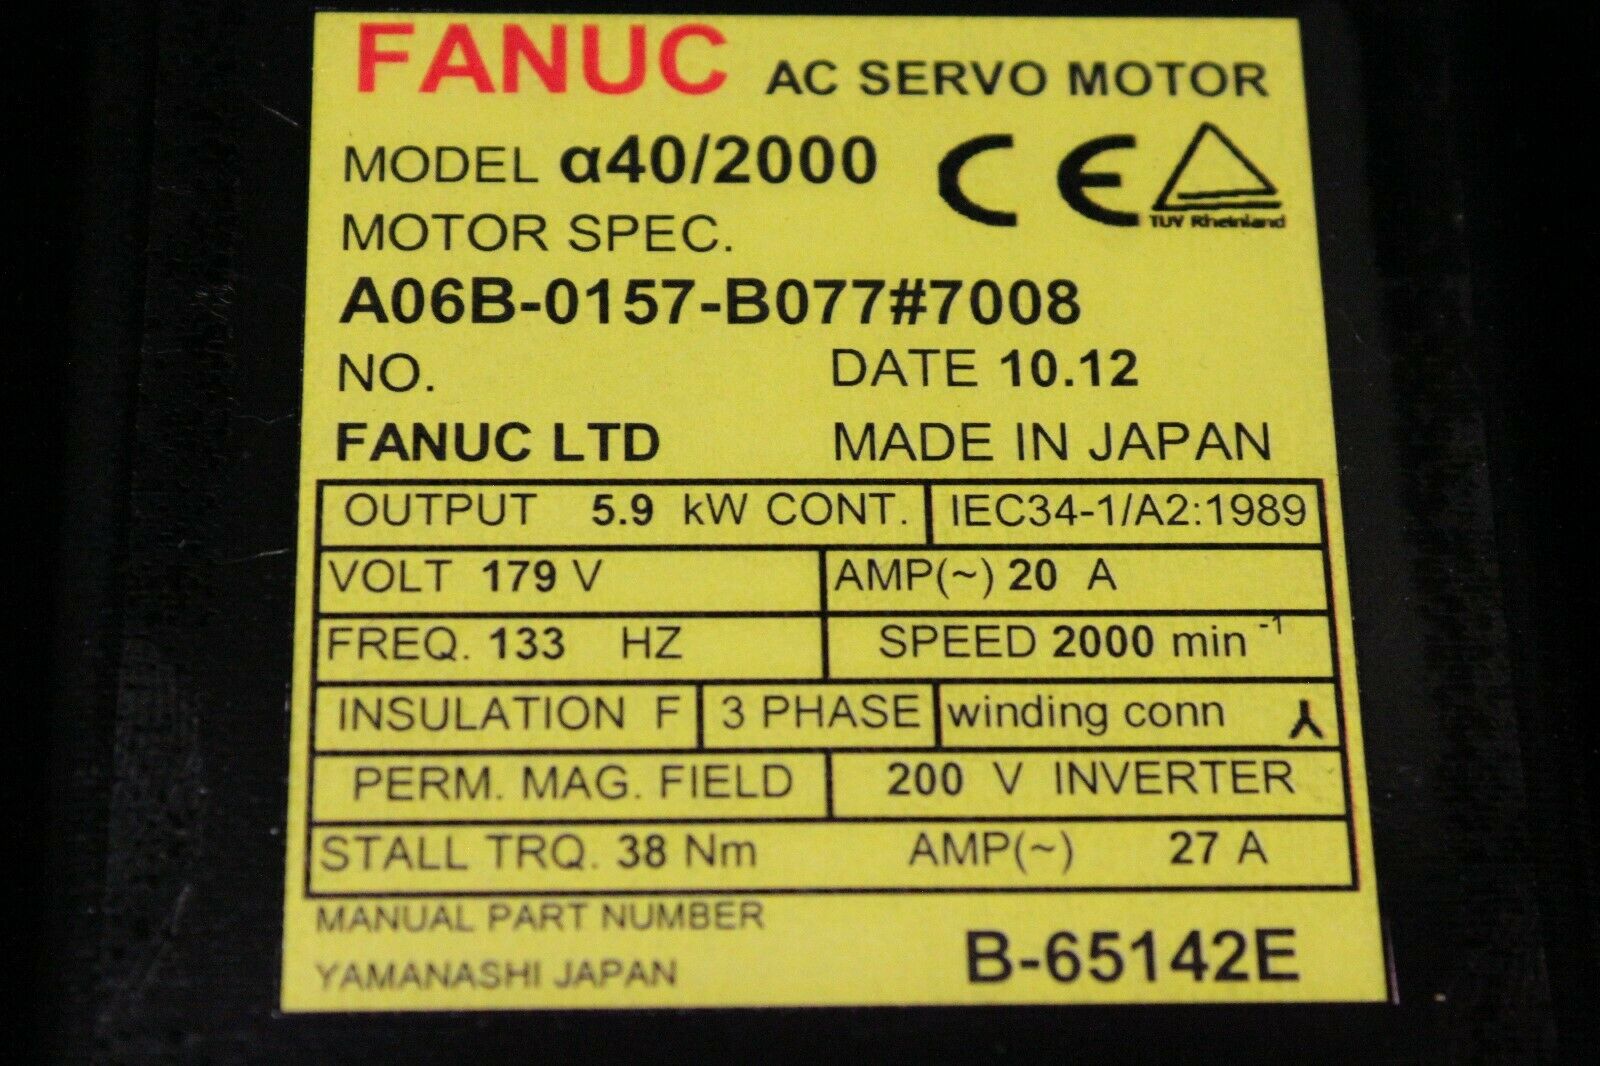 FANUC AC SERVO MOTOR
MODEL α40/2000 CE
TUV Rheinland
MOTOR SPEC.
A06B-0157-B077#7008
NO. DATE 10.12
FANUC LTD MADE IN JAPAN
OUTPUT 5.9 kW CONT. IEC34-1/A2:1989
VOLT 179 V AMP(~) 20 A
FREQ. 133 HZ SPEED 2000 min⁻¹
INSULATION F 3 PHASE winding conn
PERM. MAG. FIELD 200 V INVERTER
STALL TRQ. 38 Nm AMP(~) 27 A
MANUAL PART NUMBER
YAMANASHI JAPAN B-65142E